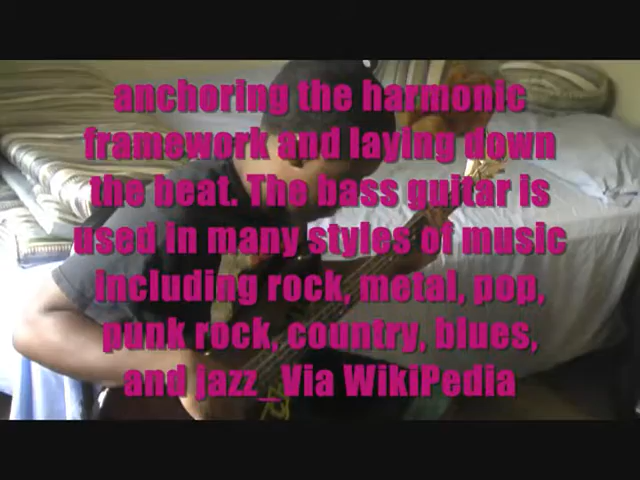 anchoring the harmonic
framework and laying down
the beat. The bass guitar is
used in many styles of music
including rock, metal, pop,
punk rock, country, blues,
and jazz_Via WikiPedia